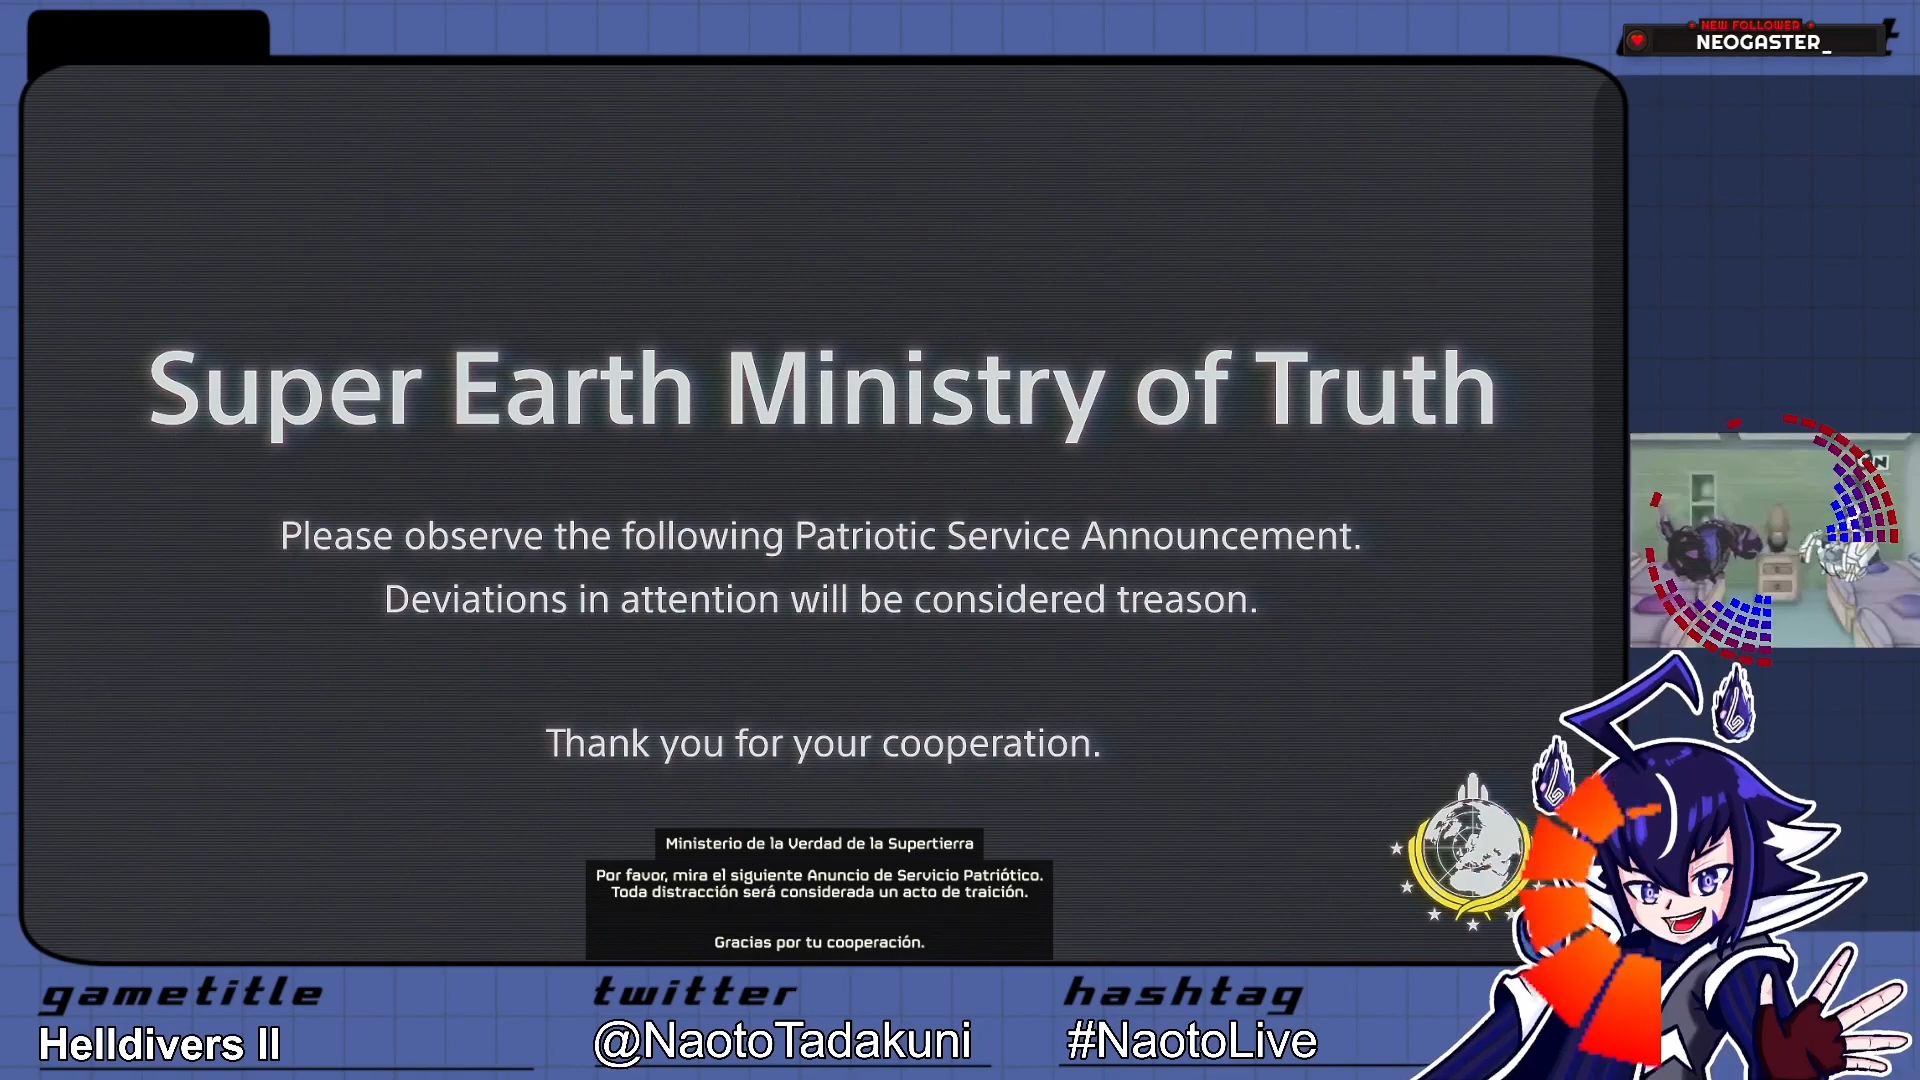 NEW FOLLOWER
NEOGASTER_
Super Earth Ministry of Truth
Please observe the following Patriotic Service Announcement.
Deviations in attention will be considered treason.
Thank you for your cooperation.
Ministerio de la Verdad de la Supertierra
Por favor, mira el siguiente Anuncio de Servicio Patriótico.
Toda distracción será considerada un acto de traición.
Gracias por tu cooperación.
gametitle
Helldivers II
twitter
@NaotoTadakuni
hashtag
#NaotoLive